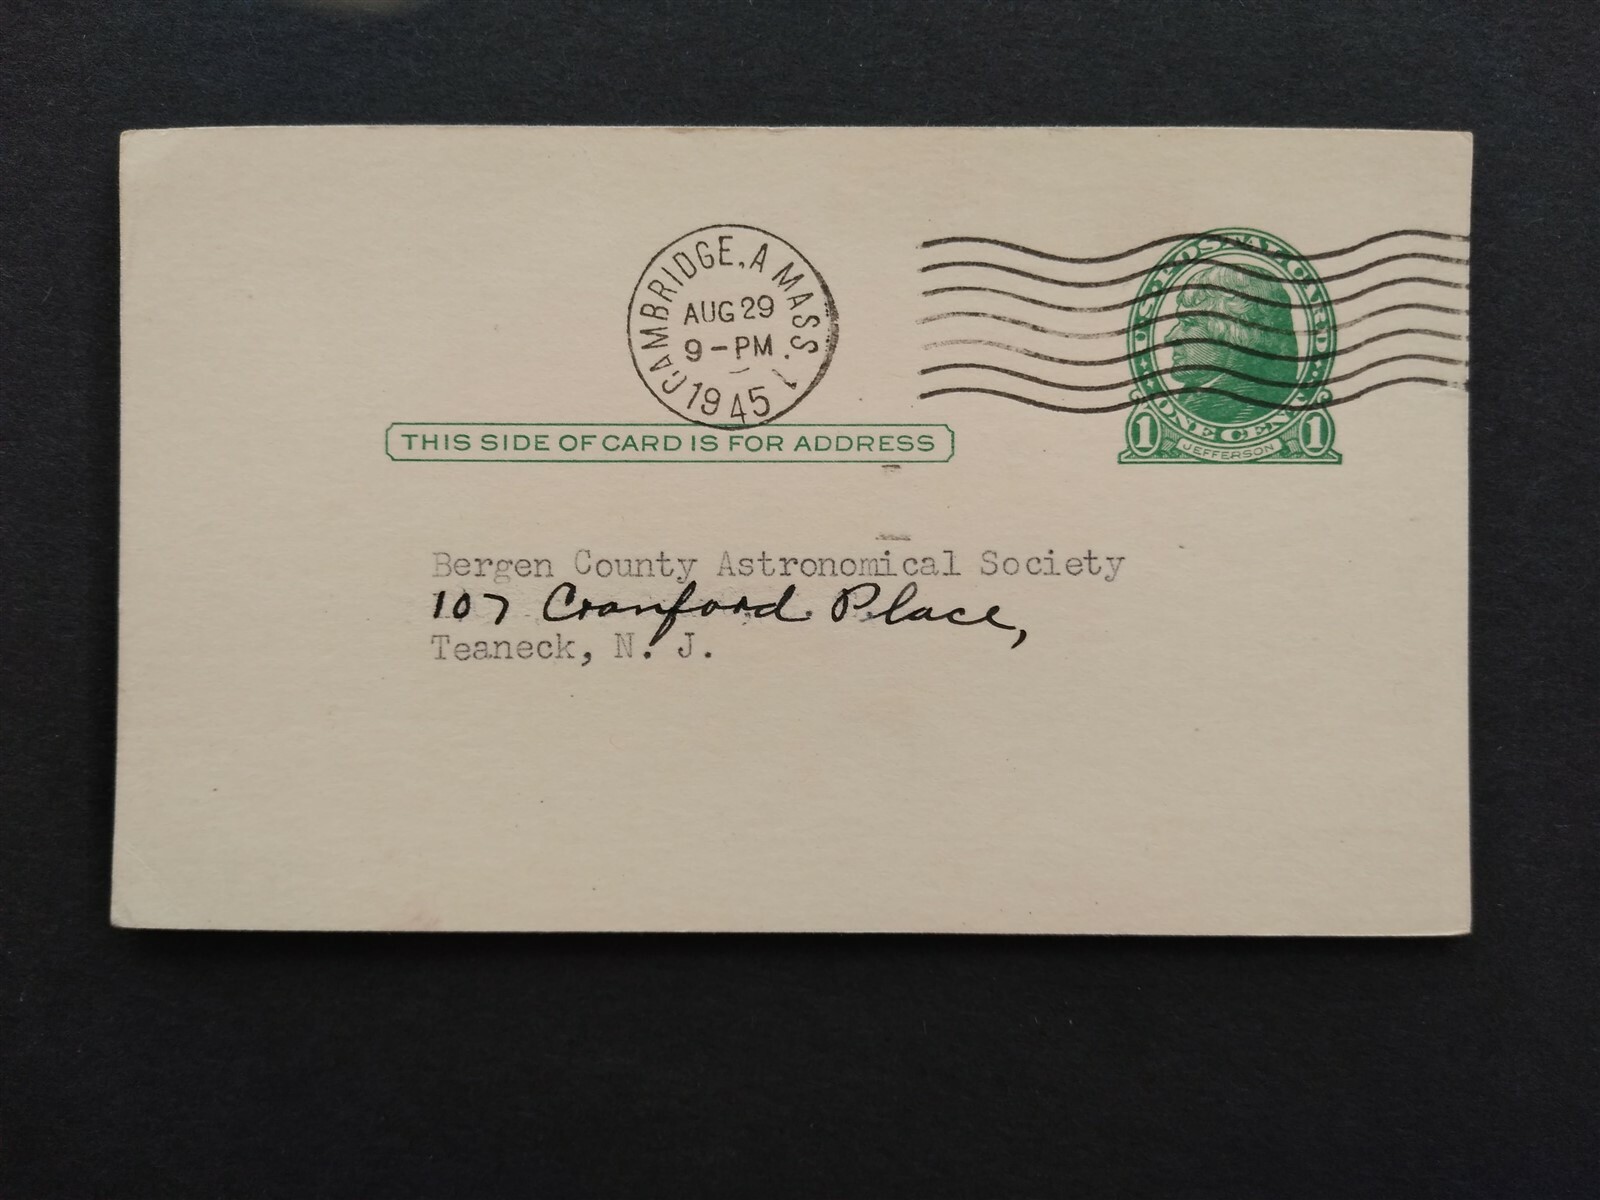 CAMBRIDGE, A MASS.
AUG 29
9-PM
1945
1
U.S. POSTAL CARD
ONE CENT
1 JEFFERSON 1
THIS SIDE OF CARD IS FOR ADDRESS
Bergen County Astronomical Society
107 Cranford Place,
Teaneck, N. J.